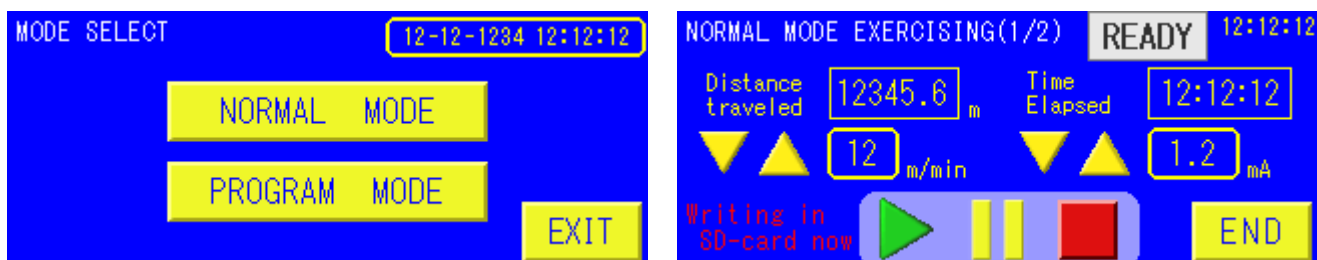 MODE SELECT
12-12-1234 12:12:12
NORMAL MODE
PROGRAM MODE
EXIT
NORMAL MODE EXERCISING(1/2)
READY
12:12:12
Distance
traveled
12345.6 m
Time
Elapsed
12:12:12
12 m/min
1.2 mA
Writing in
SD-card now
END